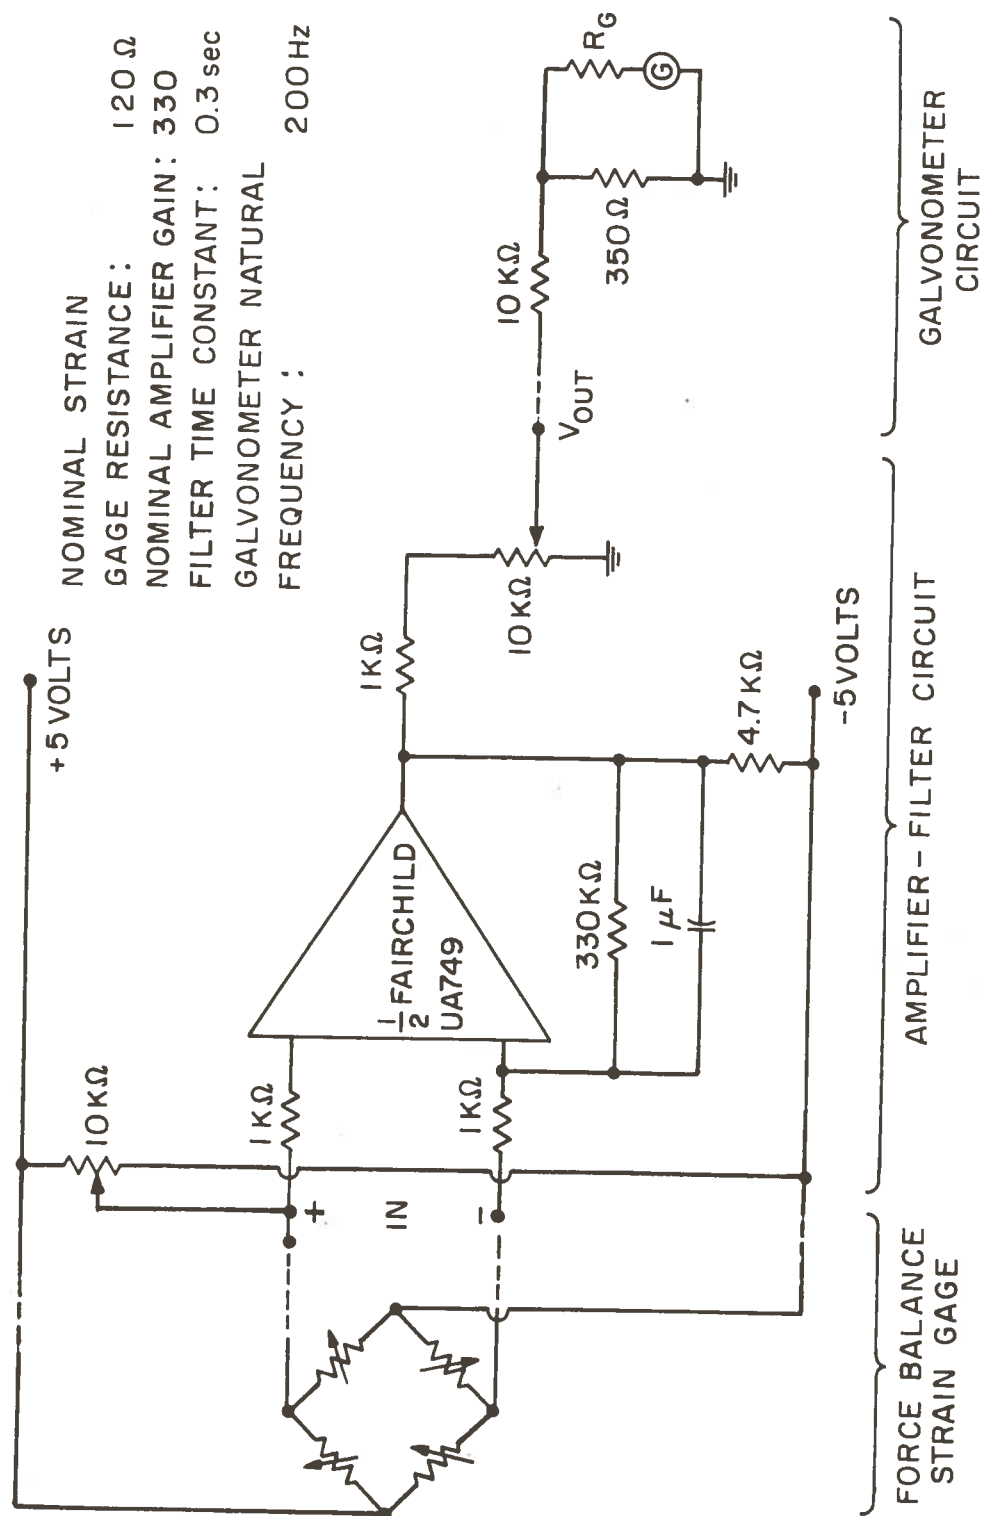 +5 VOLTS
NOMINAL STRAIN
GAGE RESISTANCE: 120 Ω
NOMINAL AMPLIFIER GAIN: 330
FILTER TIME CONSTANT: 0.3 sec
GALVONOMETER NATURAL
FREQUENCY: 200 Hz
10 KΩ
1 KΩ
1 KΩ
+
IN
-
1/2 FAIRCHILD
UA749
330 KΩ
1 μF
4.7 KΩ
-5 VOLTS
1 KΩ
10 KΩ
VOUT
10 KΩ
350 Ω
RG
G
FORCE BALANCE
STRAIN GAGE
AMPLIFIER-FILTER CIRCUIT
GALVONOMETER
CIRCUIT